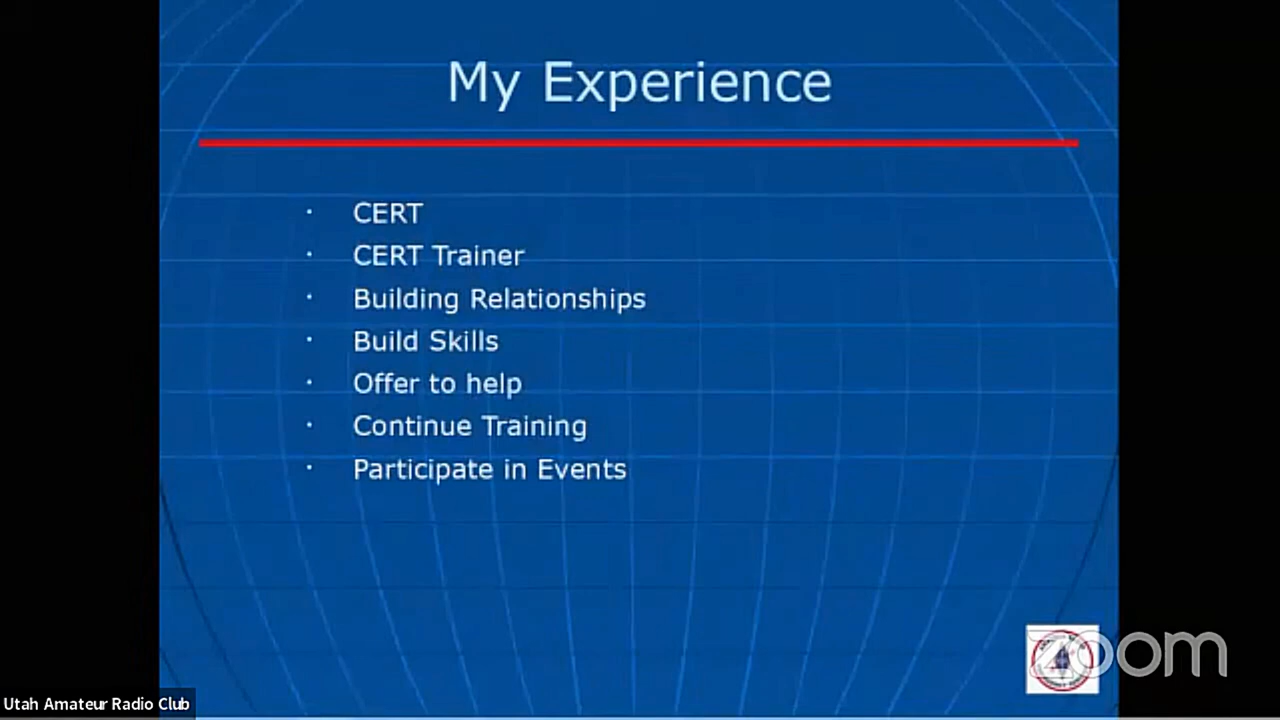 My Experience
· CERT
· CERT Trainer
· Building Relationships
· Build Skills
· Offer to help
· Continue Training
· Participate in Events
zoom
Utah Amateur Radio Club